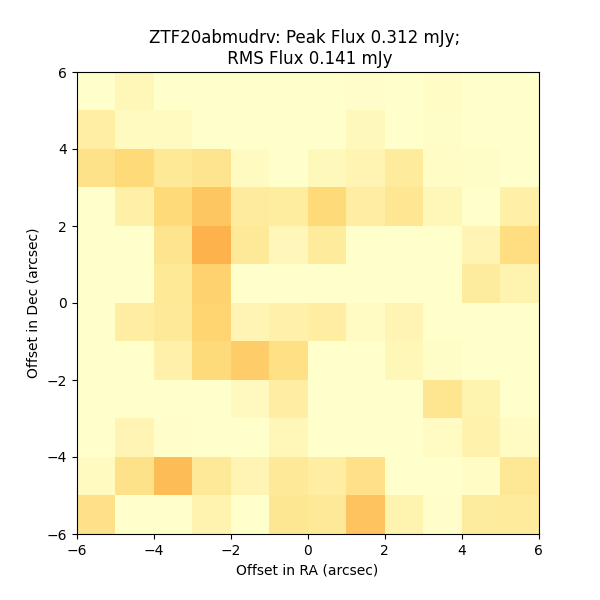 ZTF20abmudrv: Peak Flux 0.312 mJy;
RMS Flux 0.141 mJy
6
4
2
0
−2
−4
−6
Offset in Dec (arcsec)
−6 −4 −2 0 2 4 6
Offset in RA (arcsec)